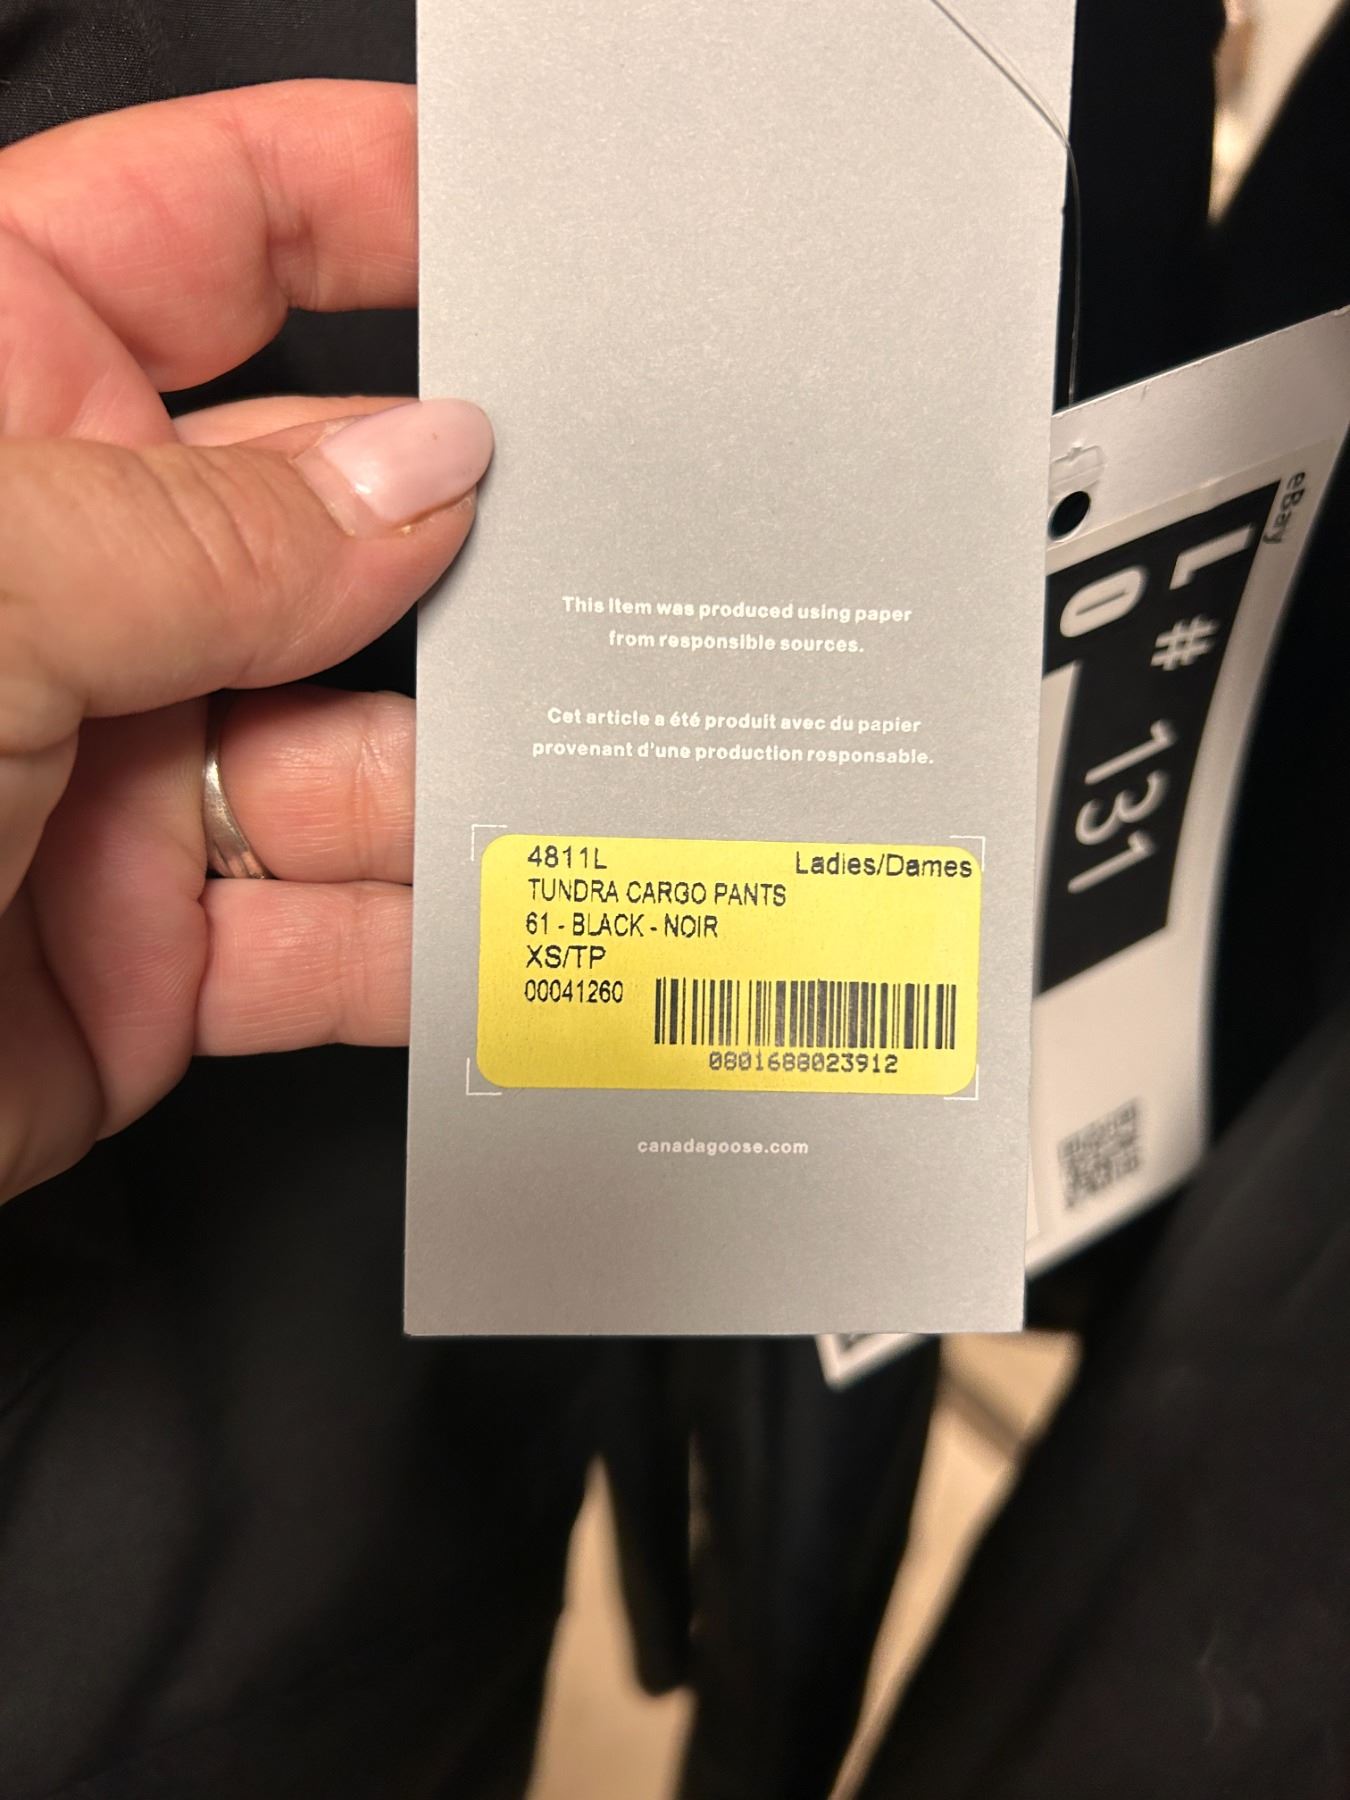 This item was produced using paper
from responsible sources.
Cet article a été produit avec du papier
provenant d'une production responsable.
4811L Ladies/Dames
TUNDRA CARGO PANTS
61 - BLACK - NOIR
XS/TP
00041260
0801688023912
canadagoose.com
eBay
L # 131
0